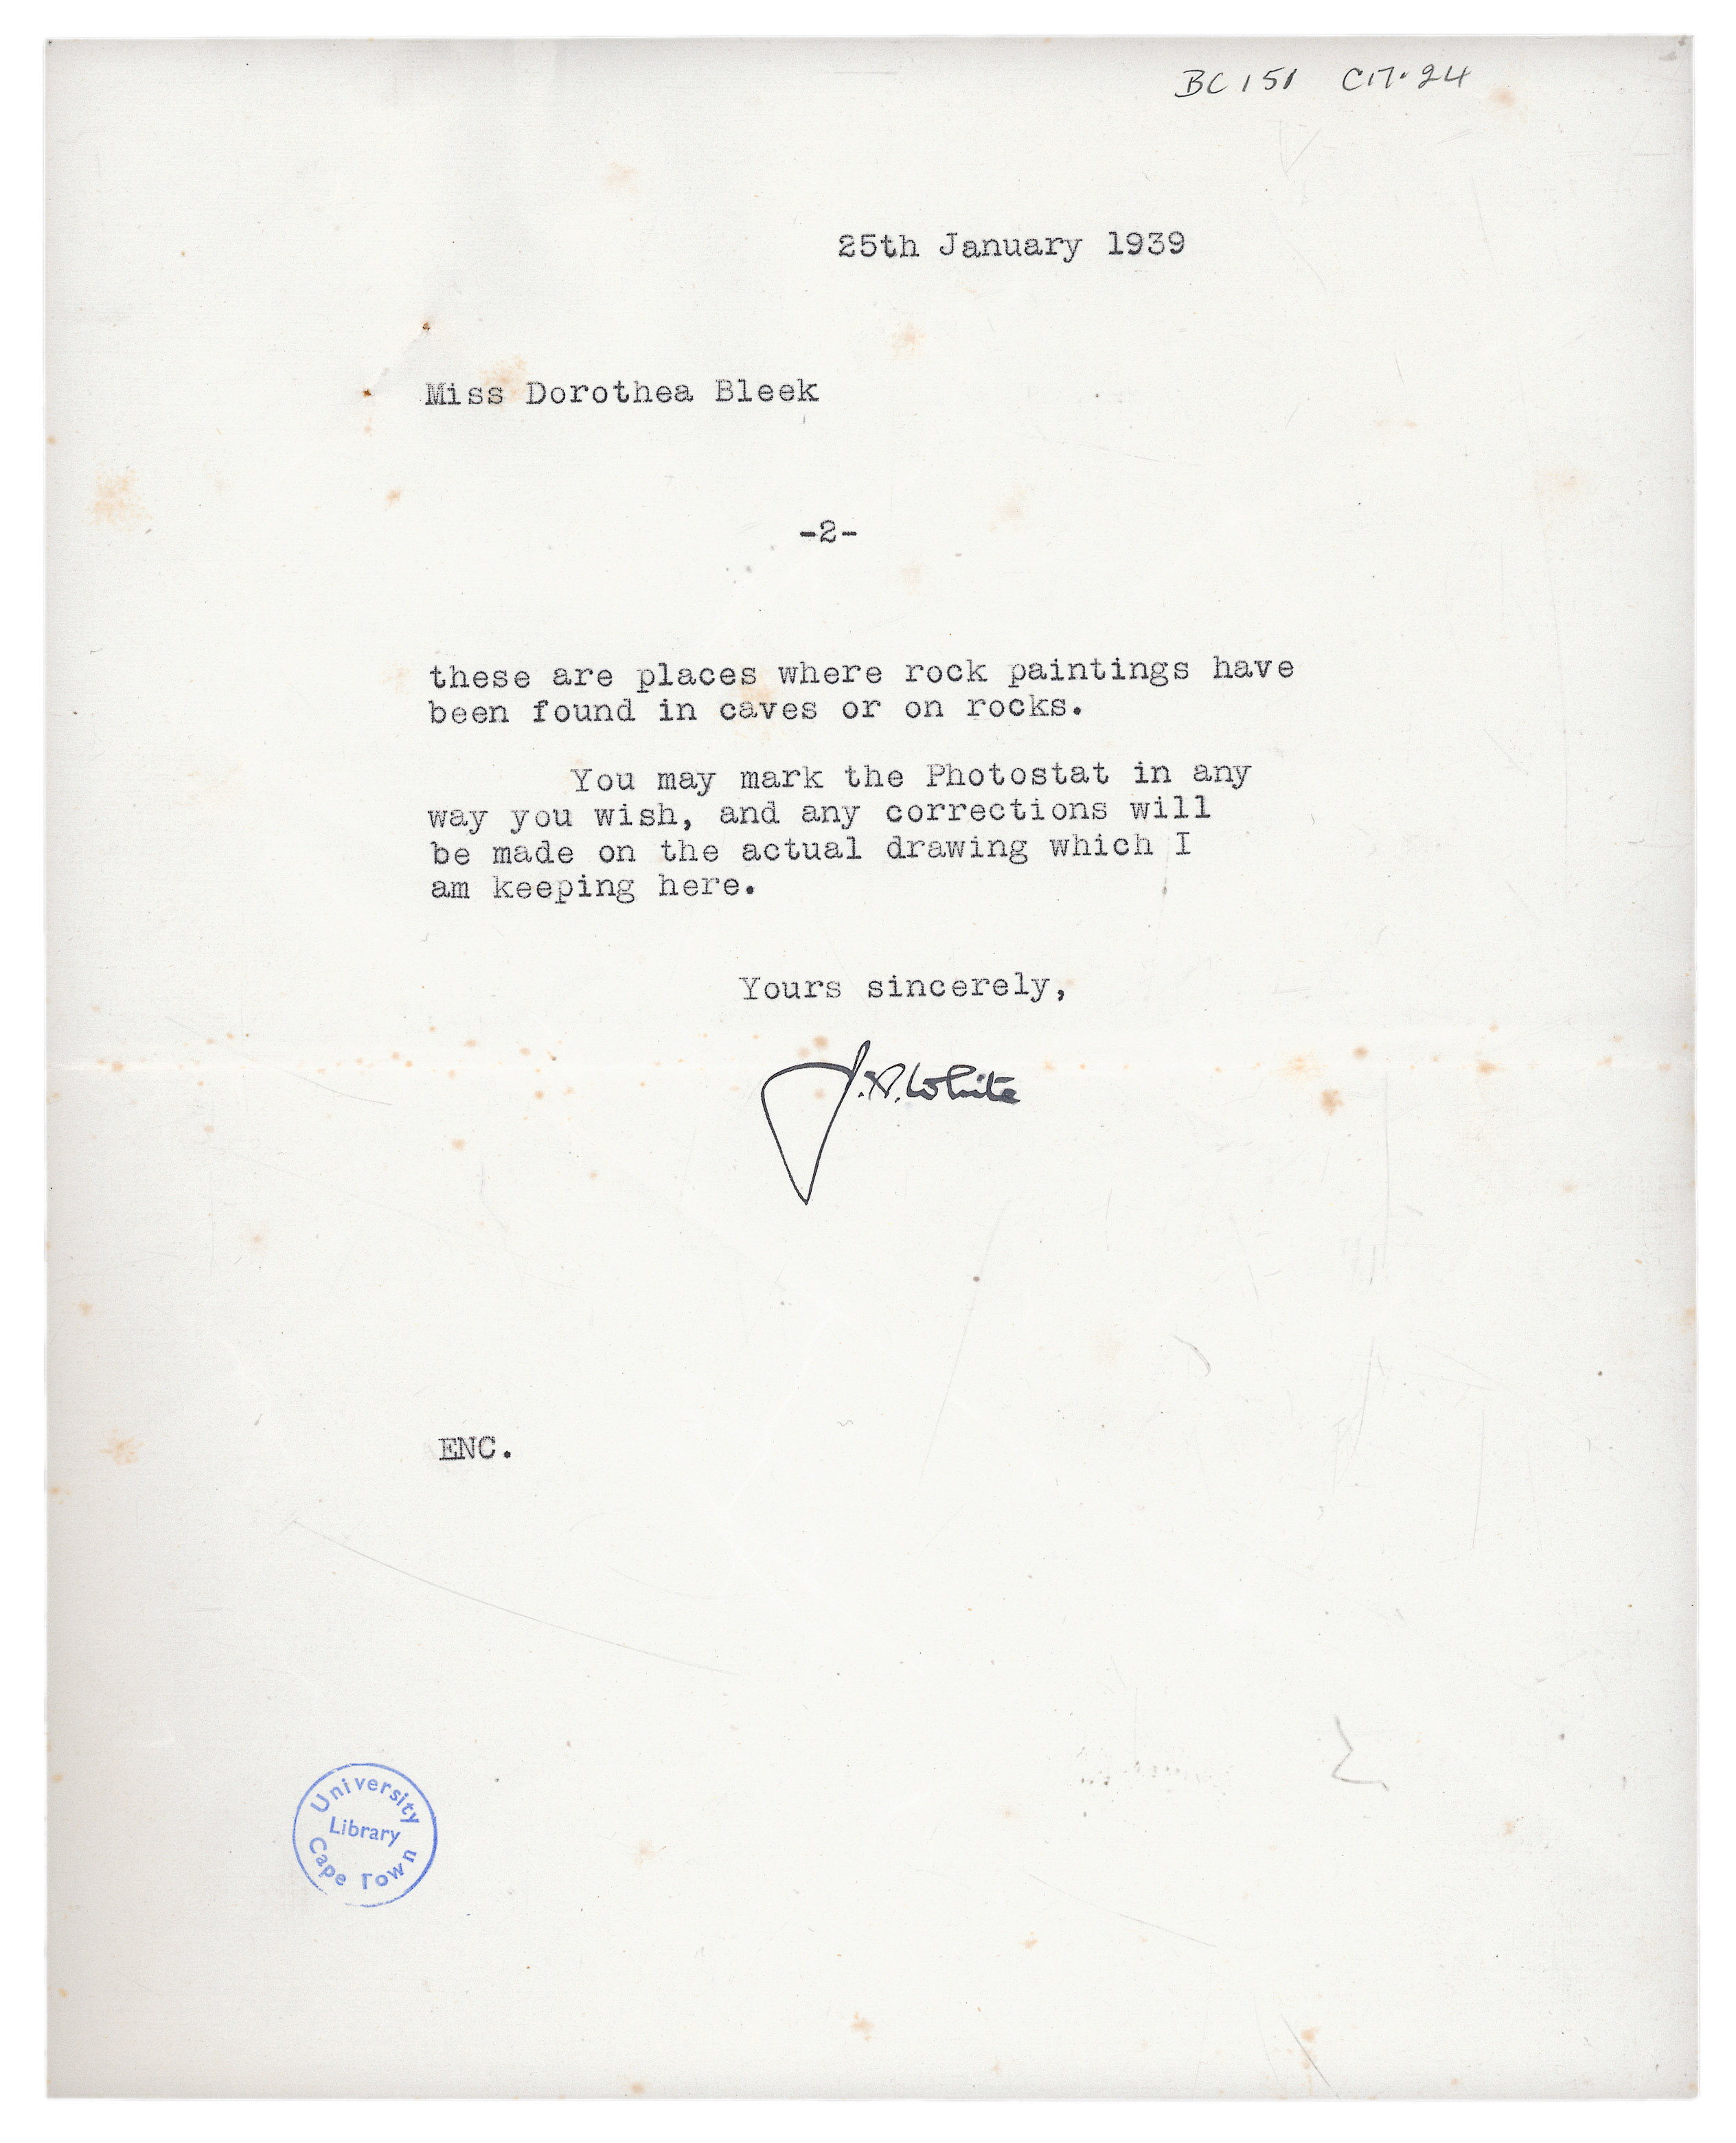 BC 151 C17.24
25th January 1939
Miss Dorothea Bleek
-2-
these are places where rock paintings have
been found in caves or on rocks.
You may mark the Photostat in any
way you wish, and any corrections will
be made on the actual drawing which I
am keeping here.
Yours sincerely,
White
ENC.
University
Library
Cape Town